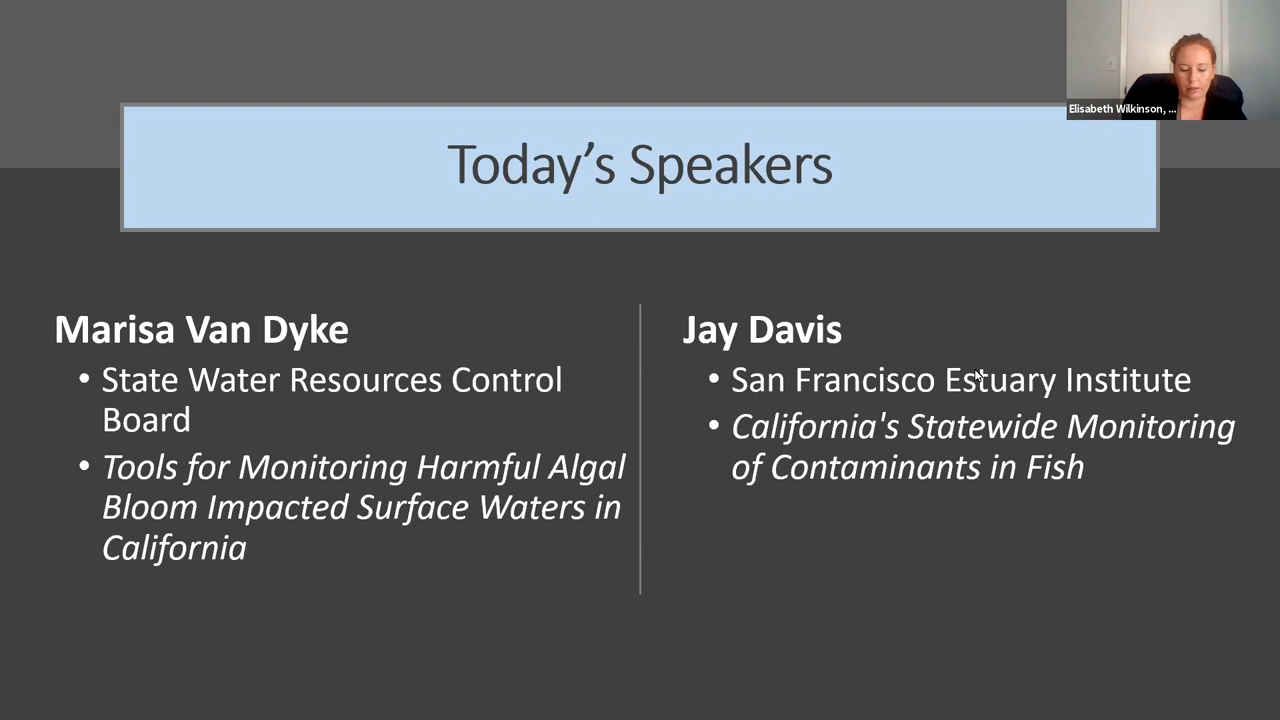 Elisabeth Wilkinson, ...
Today’s Speakers
Marisa Van Dyke
• State Water Resources Control
Board
• Tools for Monitoring Harmful Algal
Bloom Impacted Surface Waters in
California
Jay Davis
• San Francisco Estuary Institute
• California's Statewide Monitoring
of Contaminants in Fish